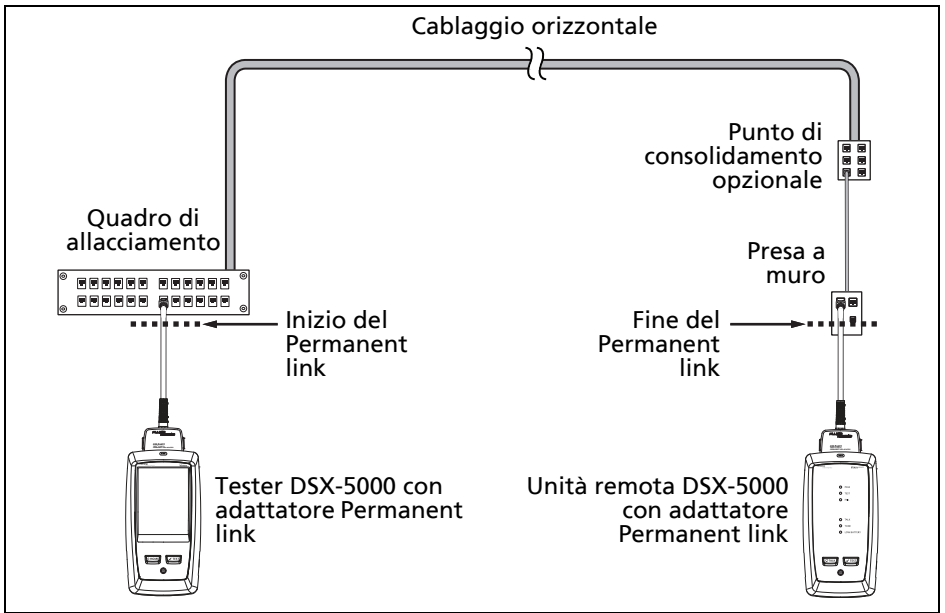 Cablaggio orizzontale
Punto di
consolidamento
opzionale
Quadro di
allacciamento
Presa a
muro
Inizio del
Permanent
link
Fine del
Permanent
link
Tester DSX-5000 con
adattatore Permanent
link
Unità remota DSX-5000
con adattatore
Permanent link